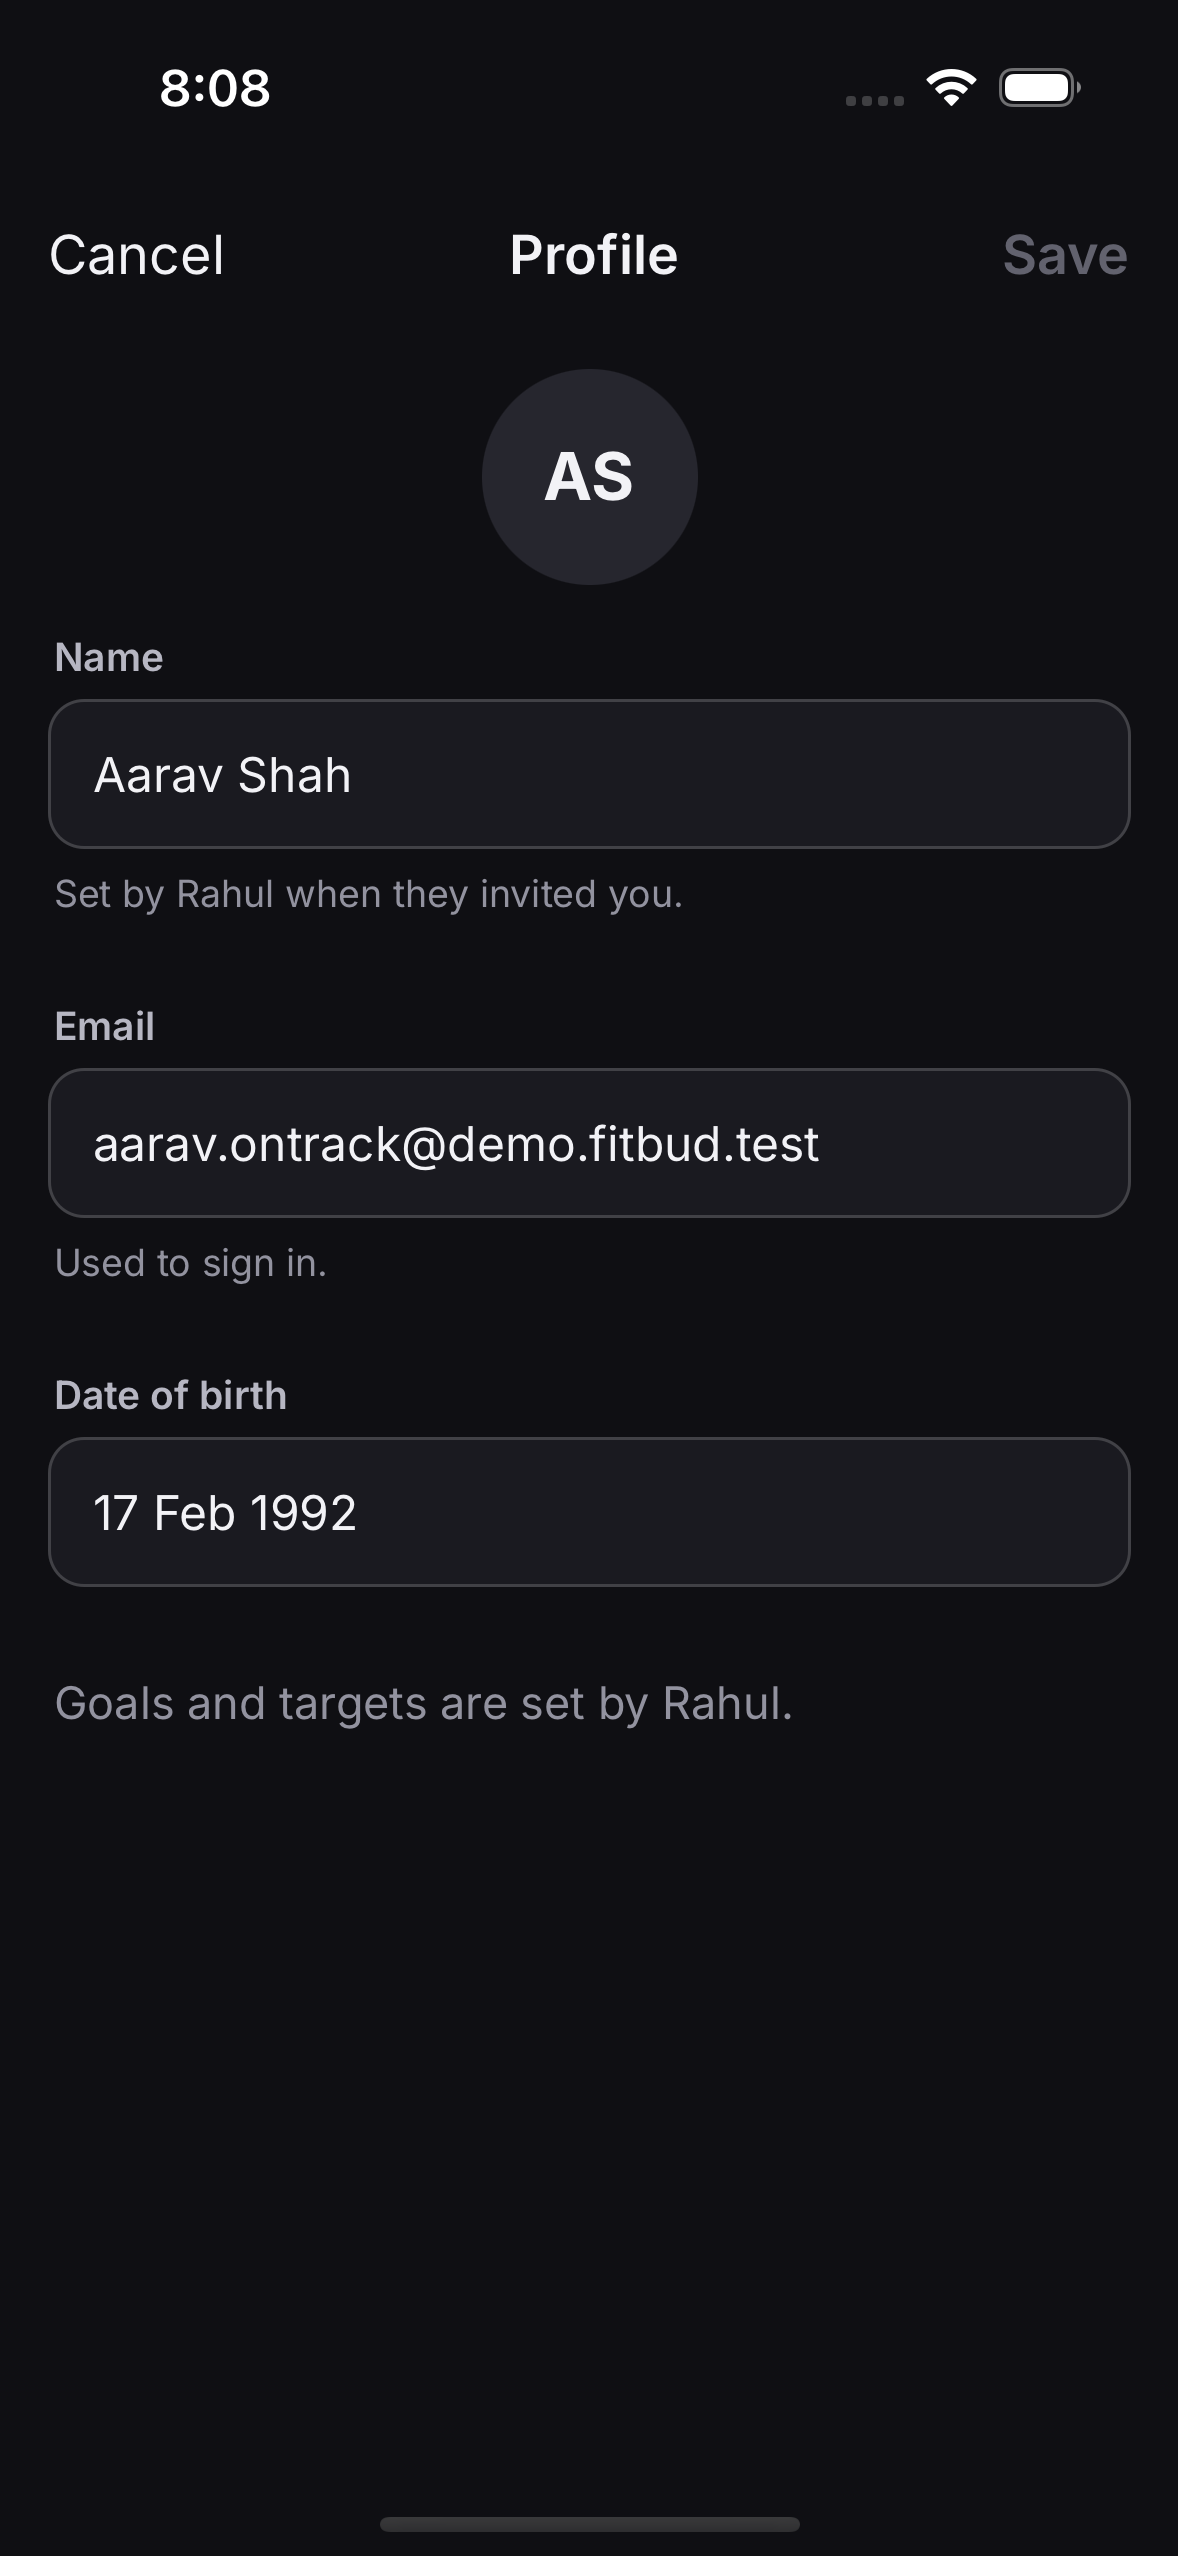 8:08
Cancel Profile Save
AS
Name
Aarav Shah
Set by Rahul when they invited you.
Email
aarav.ontrack@demo.fitbud.test
Used to sign in.
Date of birth
17 Feb 1992
Goals and targets are set by Rahul.